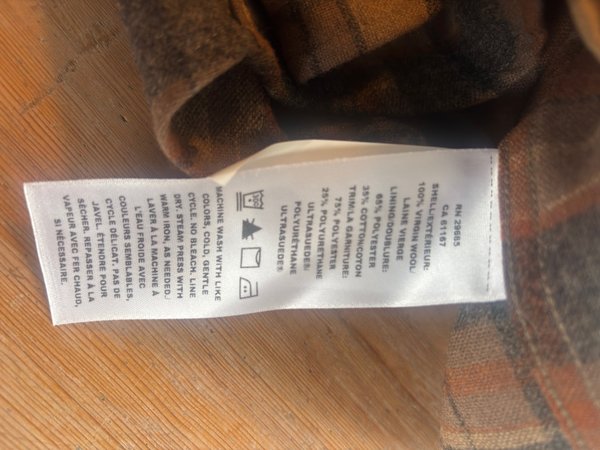 RN 29685
CA 61167
SHELL/EXTÉRIEUR:
100% VIRGIN WOOL/
LAINE VIERGE
LINING/DOUBLURE:
65% POLYESTER
35% COTTON/COTON
TRIM/LA GARNITURE:
75% POLYESTER
ULTRASUEDE®
25% POLYURETHANE
POLYURÉTHANE
ULTRASUEDE®
MACHINE WASH WITH LIKE
COLORS, COLD, GENTLE
CYCLE. NO BLEACH. LINE
DRY. STEAM PRESS WITH
WARM IRON, AS NEEDED./
LAVER À LA MACHINE À
L'EAU FROIDE AVEC
COULEURS SEMBLABLES,
CYCLE DÉLICAT. PAS DE
JAVEL. ÉTENDRE POUR
SÉCHER. REPASSER À LA
VAPEUR AVEC FER CHAUD,
SI NÉCESSAIRE.